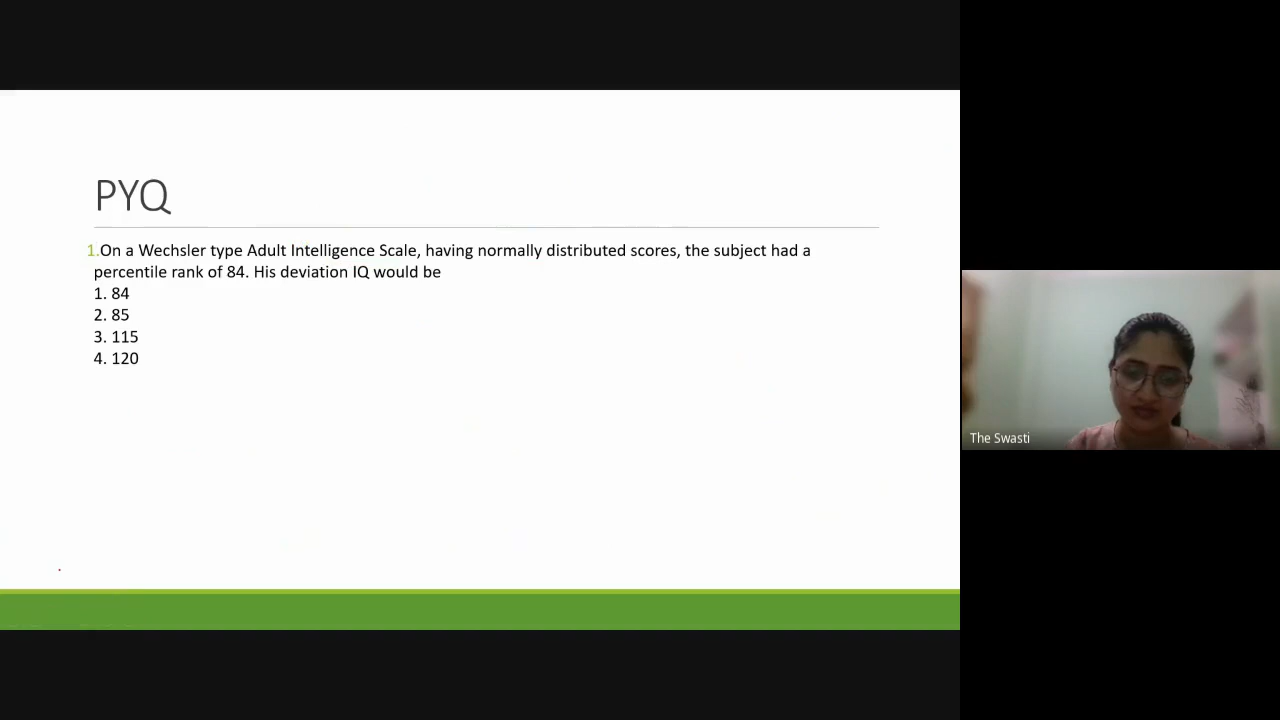 PYQ
1.On a Wechsler type Adult Intelligence Scale, having normally distributed scores, the subject had a
percentile rank of 84. His deviation IQ would be
1. 84
2. 85
3. 115
4. 120
The Swasti